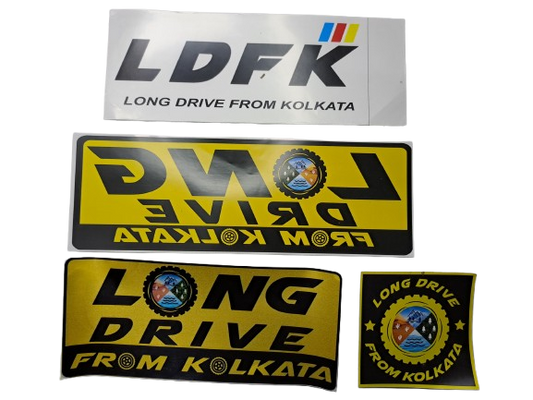 LDFK
LONG DRIVE FROM KOLKATA
LONG
DRIVE
FROM KOLKATA
LONG
DRIVE
FROM KOLKATA
LONG DRIVE
FROM KOLKATA